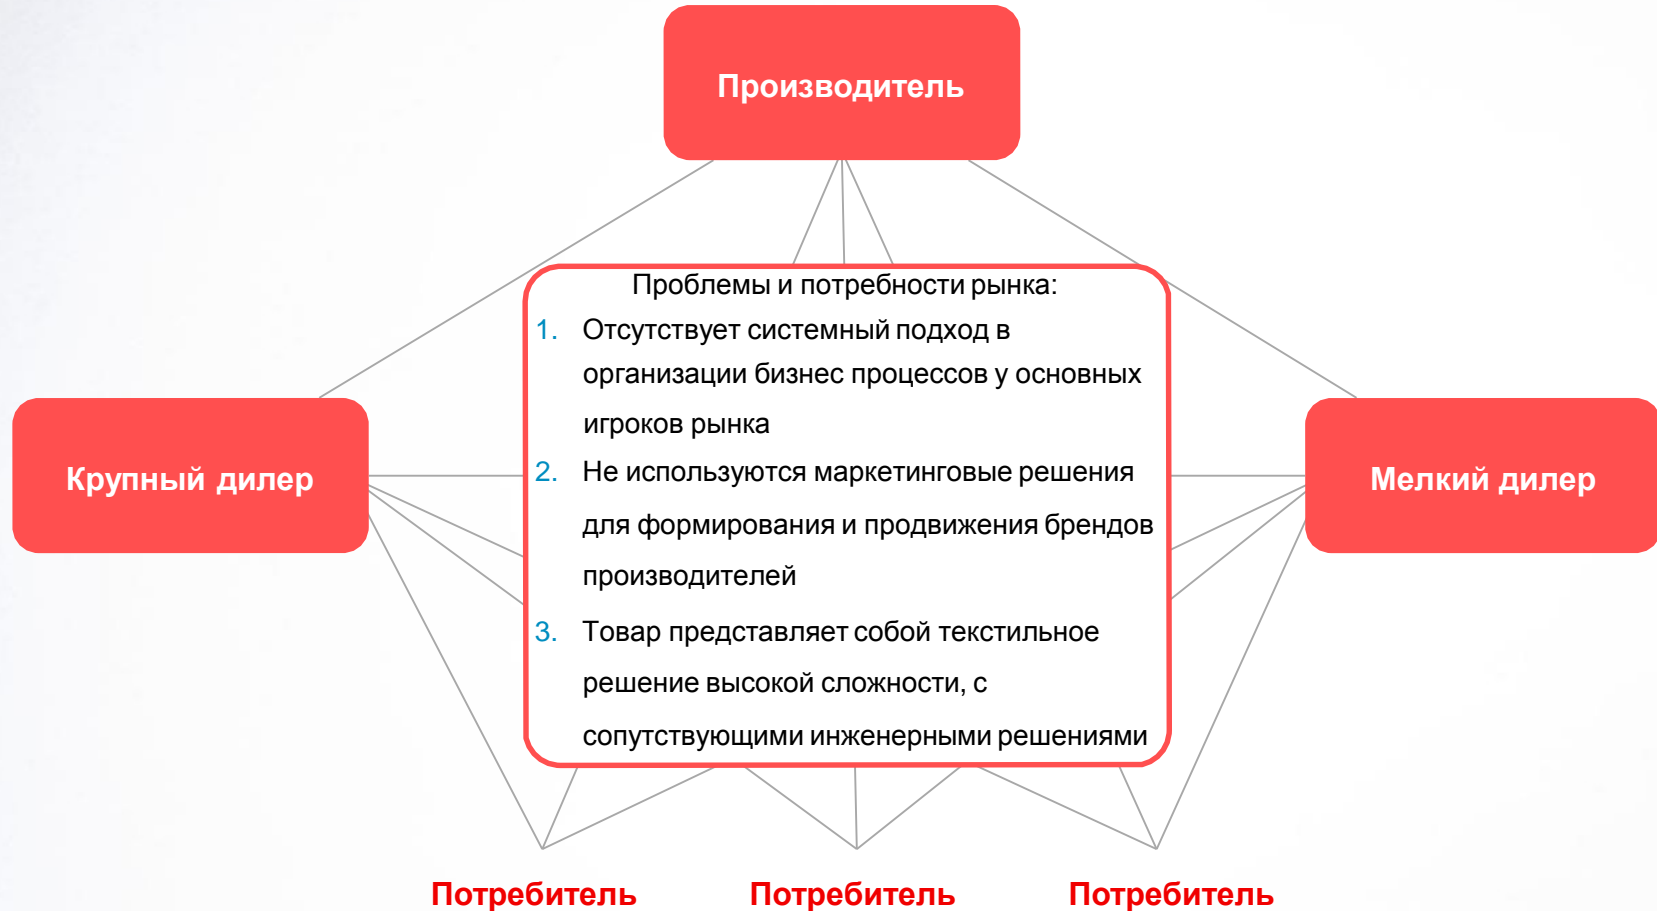 Производитель
Проблемы и потребности рынка:
1. Отсутствует системный подход в
организации бизнес процессов у основных
игроков рынка
2. Не используются маркетинговые решения
для формирования и продвижения брендов
производителей
3. Товар представляет собой текстильное
решение высокой сложности, с
сопутствующими инженерными решениями
Крупный дилер
Мелкий дилер
Потребитель
Потребитель
Потребитель